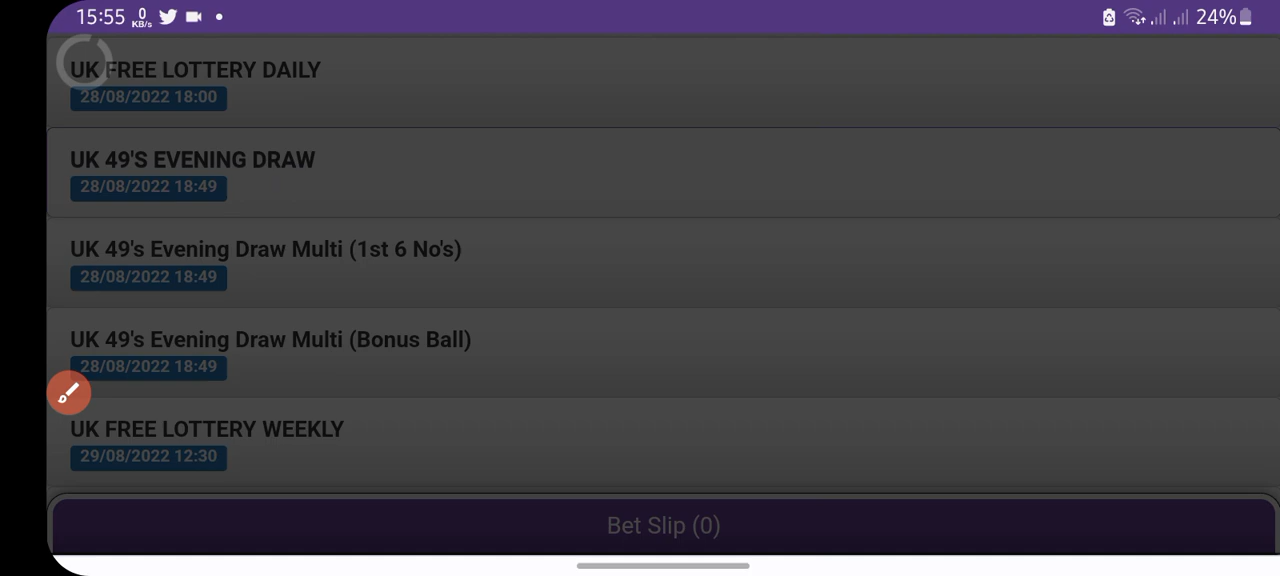 15:55 0 KB/s 24%
UK FREE LOTTERY DAILY
28/08/2022 18:00
UK 49'S EVENING DRAW
28/08/2022 18:49
UK 49's Evening Draw Multi (1st 6 No's)
28/08/2022 18:49
UK 49's Evening Draw Multi (Bonus Ball)
28/08/2022 18:49
UK FREE LOTTERY WEEKLY
29/08/2022 12:30
Bet Slip (0)